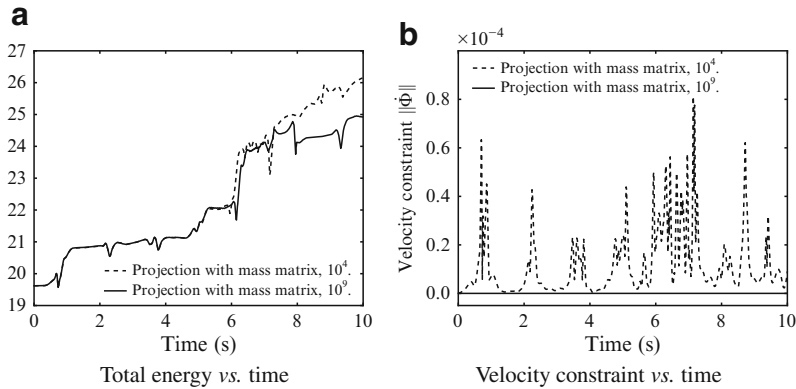 a
27
26
25
24
23
22
21
20
19
Projection with mass matrix, 10⁴.
Projection with mass matrix, 10⁹.
0 2 4 6 8 10
Time (s)
Total energy vs. time
b
×10⁻⁴
Projection with mass matrix, 10⁴.
Projection with mass matrix, 10⁹.
Velocity constraint ||Φ̇||
0.8
0.6
0.4
0.2
0.0
0 2 4 6 8 10
Time (s)
Velocity constraint vs. time